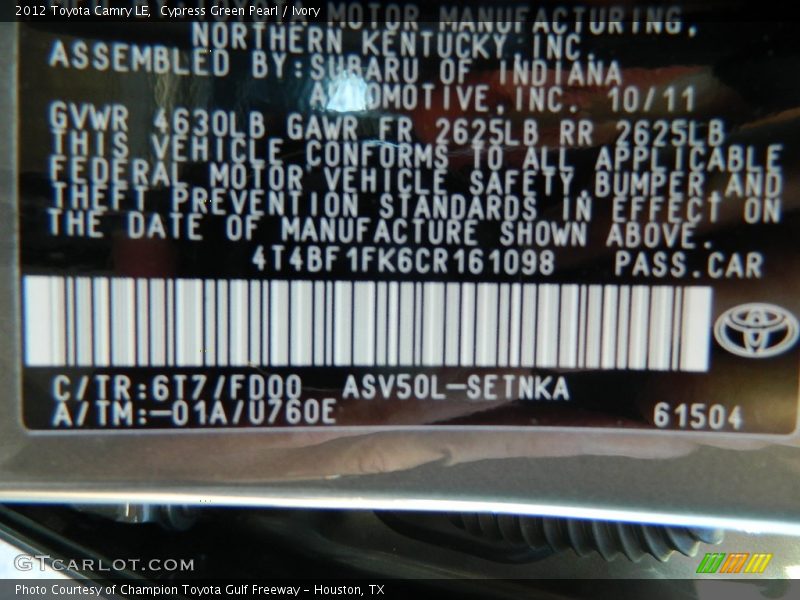 2012 Toyota Camry LE, Cypress Green Pearl / Ivory
MOTOR MANUFACTURING,
NORTHERN KENTUCKY, INC.
ASSEMBLED BY:SUBARU OF INDIANA
AUTOMOTIVE,INC. 10/11
GVWR 4630LB GAWR FR 2625LB RR 2625LB
THIS VEHICLE CONFORMS TO ALL APPLICABLE
FEDERAL MOTOR VEHICLE SAFETY,BUMPER AND
THEFT PREVENTION STANDARDS IN EFFECT ON
THE DATE OF MANUFACTURE SHOWN ABOVE.
4T4BF1FK6CR161098 PASS.CAR
C/TR:6T7/FD00 ASV50L-SETNKA
A/TM:-01A/U760E 61504
GTCARLOT.COM
Photo Courtesy of Champion Toyota Gulf Freeway - Houston, TX